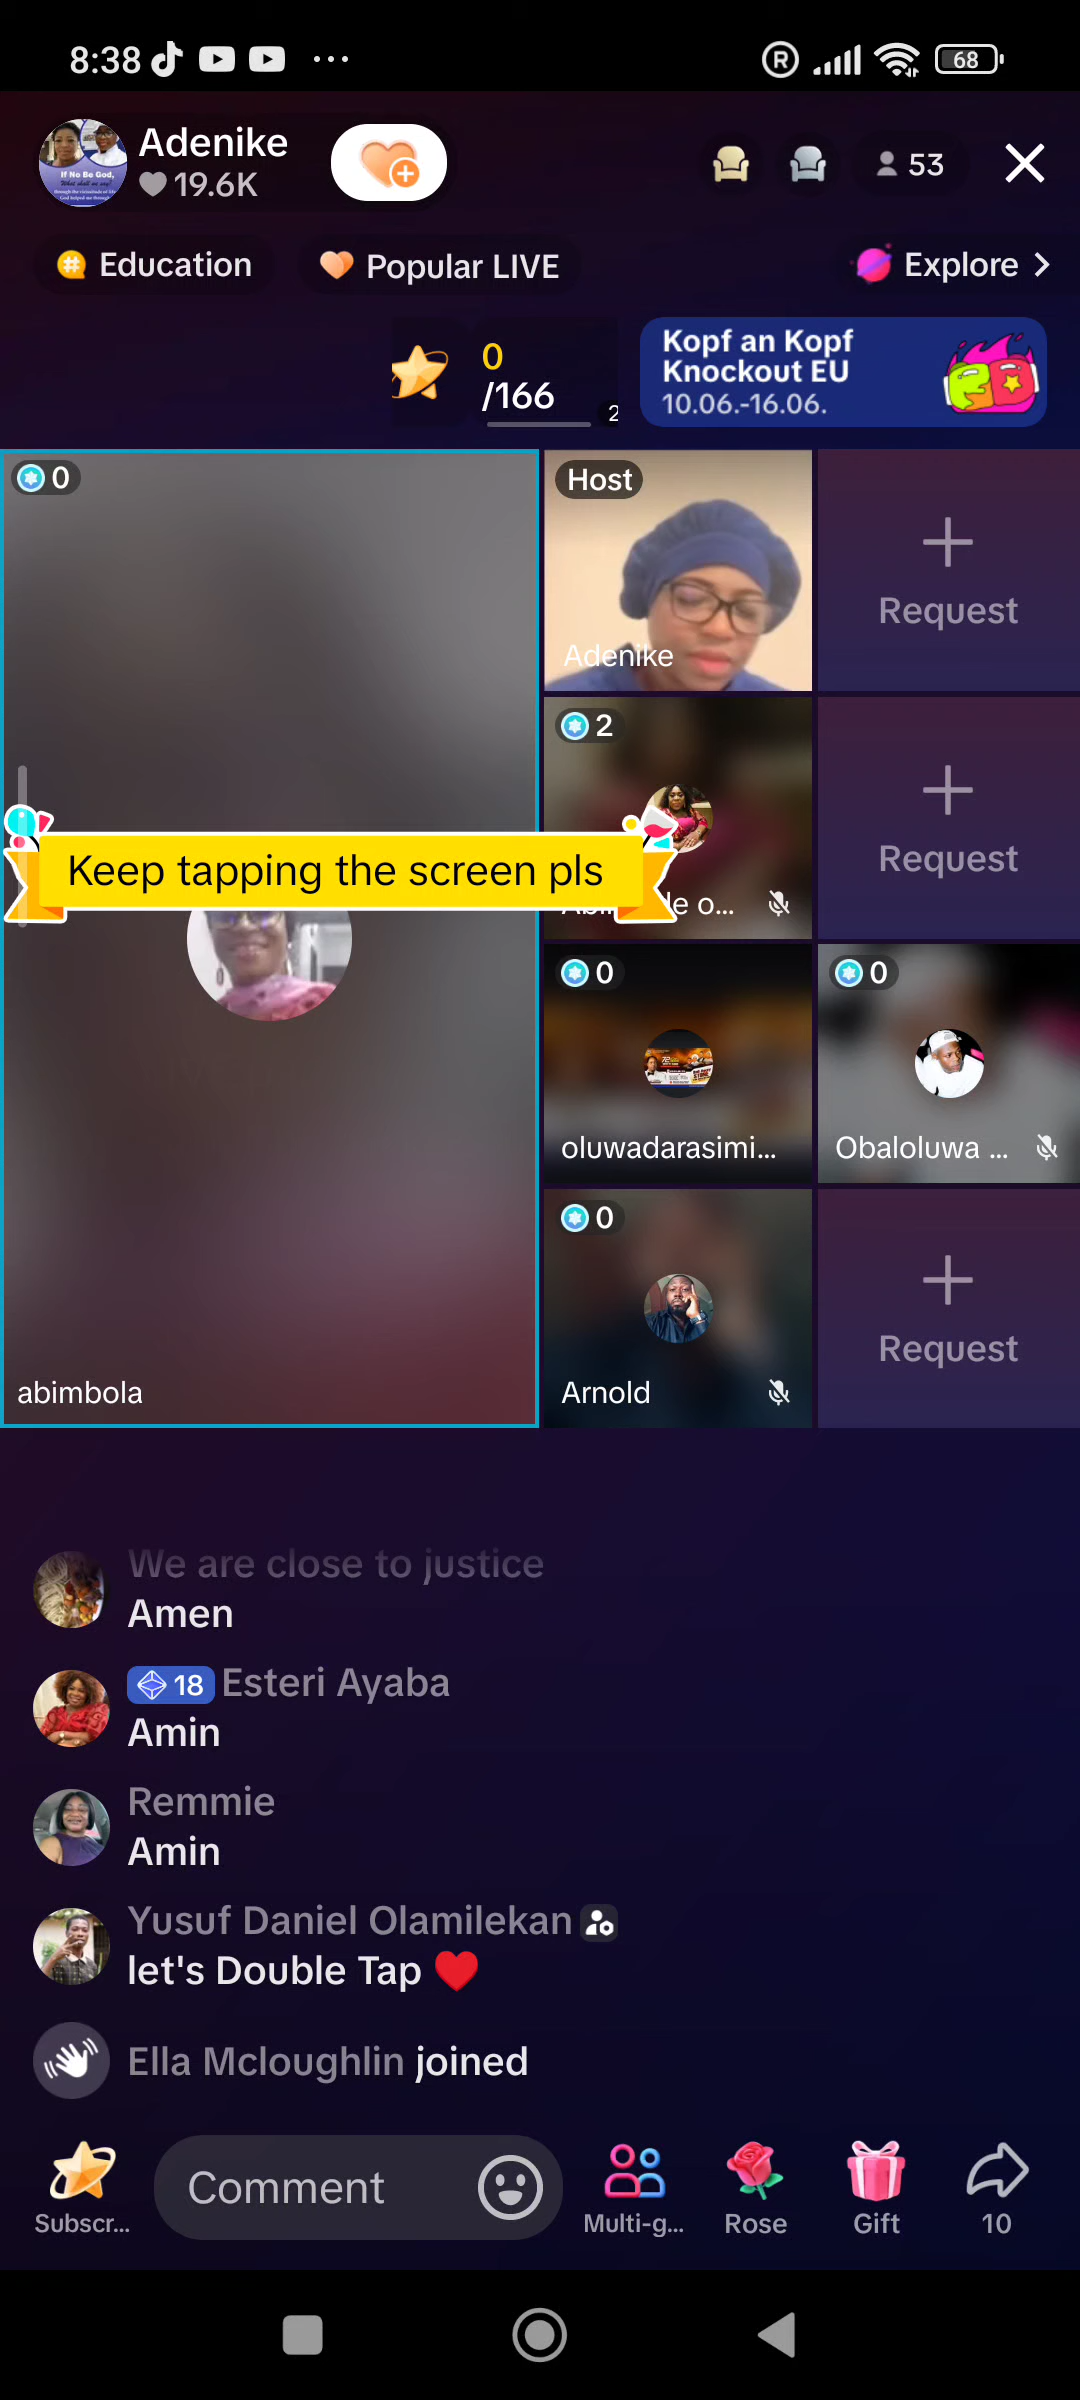 8:38
R
68
Adenike
19.6K
53
Education
Popular LIVE
Explore
0
/166
2
Kopf an Kopf
Knockout EU
10.06.-16.06.
0
Host
Adenike
Request
2
Request
Keep tapping the screen pls
0
0
oluwadarasimi...
Obaloluwa ...
0
Request
abimbola
Arnold
We are close to justice
Amen
18 Esteri Ayaba
Amin
Remmie
Amin
Yusuf Daniel Olamilekan
let's Double Tap
Ella Mcloughlin joined
Subscr...
Comment
Multi-g...
Rose
Gift
10